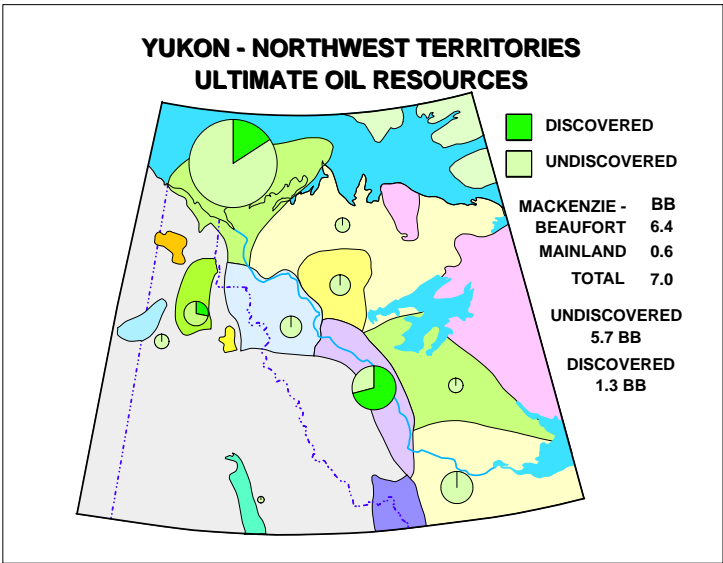 YUKON - NORTHWEST TERRITORIES
ULTIMATE OIL RESOURCES
DISCOVERED
UNDISCOVERED
MACKENZIE - BB
BEAUFORT 6.4
MAINLAND 0.6
TOTAL 7.0
UNDISCOVERED
5.7 BB
DISCOVERED
1.3 BB